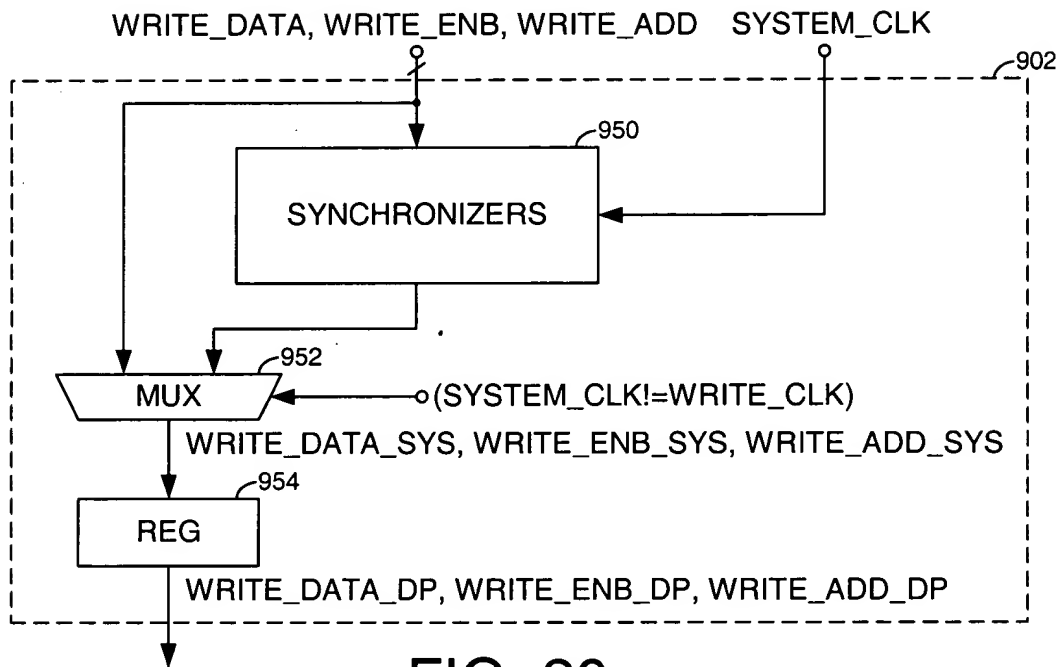 WRITE_DATA, WRITE_ENB, WRITE_ADD SYSTEM_CLK
902
950
SYNCHRONIZERS
952
MUX
(SYSTEM_CLK!=WRITE_CLK)
WRITE_DATA_SYS, WRITE_ENB_SYS, WRITE_ADD_SYS
954
REG
WRITE_DATA_DP, WRITE_ENB_DP, WRITE_ADD_DP